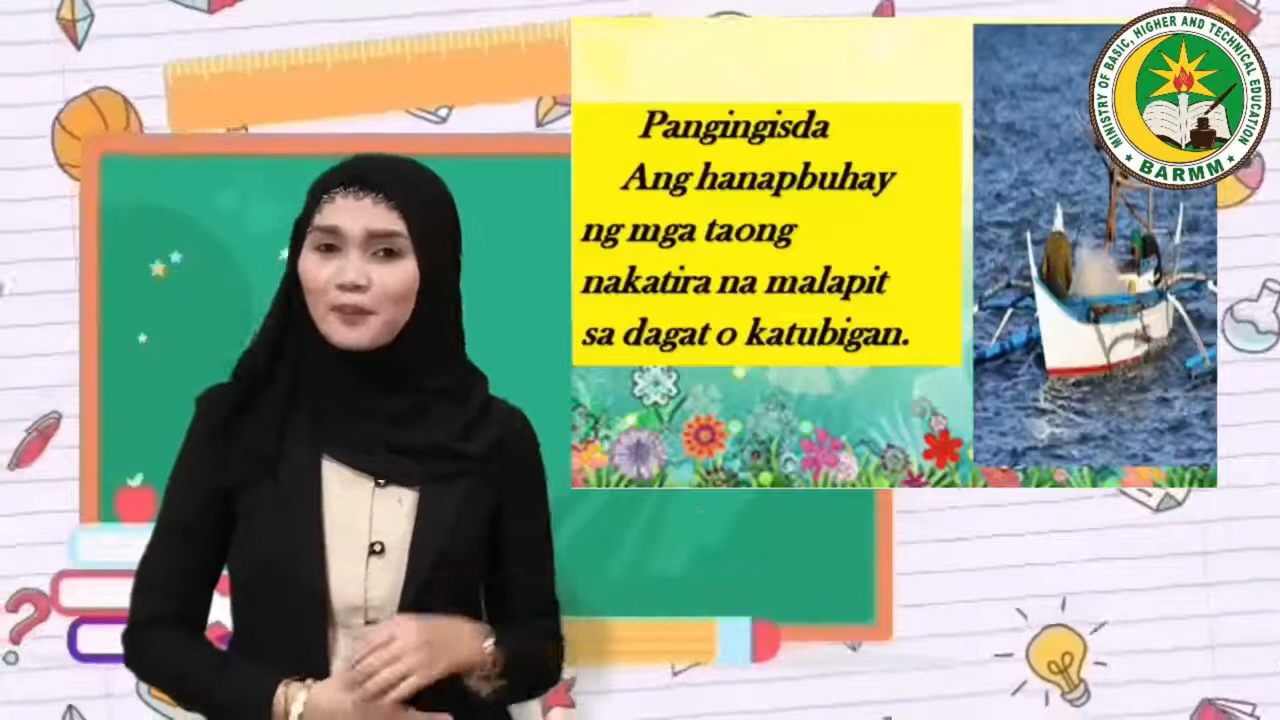 Pangingisda
Ang hanapbuhay
ng mga taong
nakatira na malapit
sa dagat o katubigan.
MINISTRY OF BASIC, HIGHER AND TECHNICAL EDUCATION
BARMM